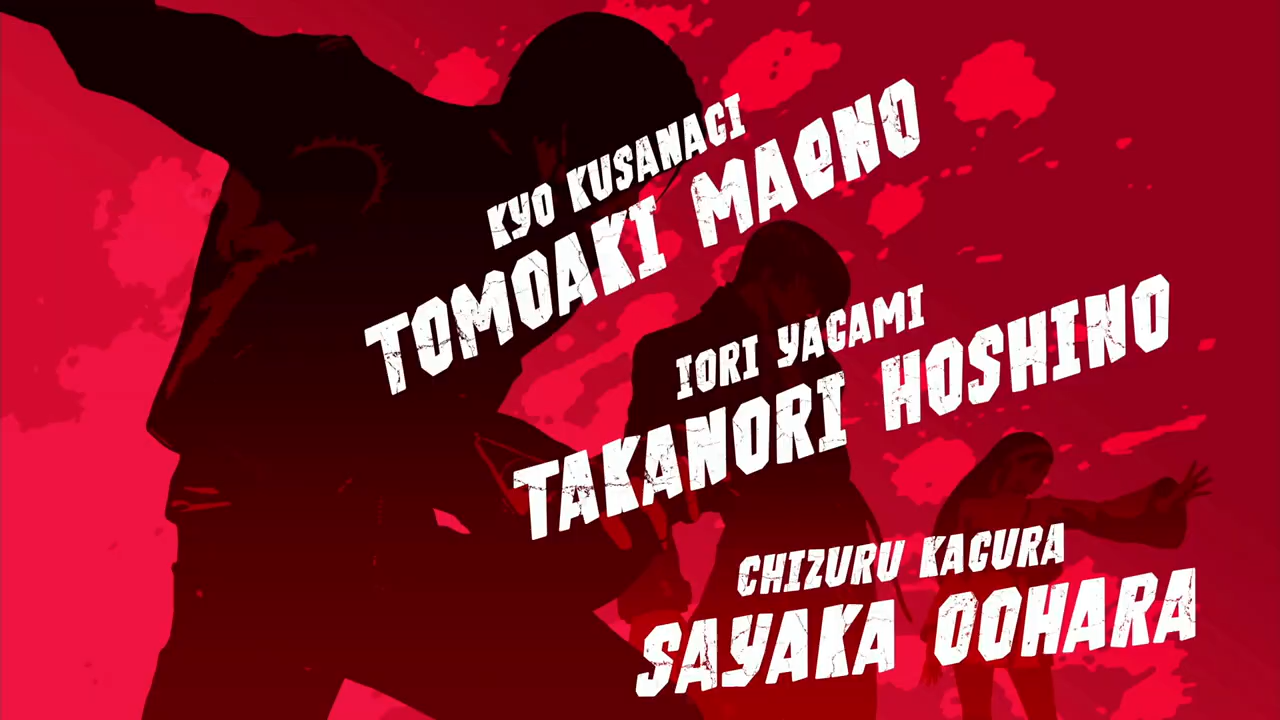 KYO KUSANAGI
TOMOAKI MAENO
IORI YAGAMI
TAKANORI HOSHINO
CHIZURU KAGURA
SAYAKA OOHARA